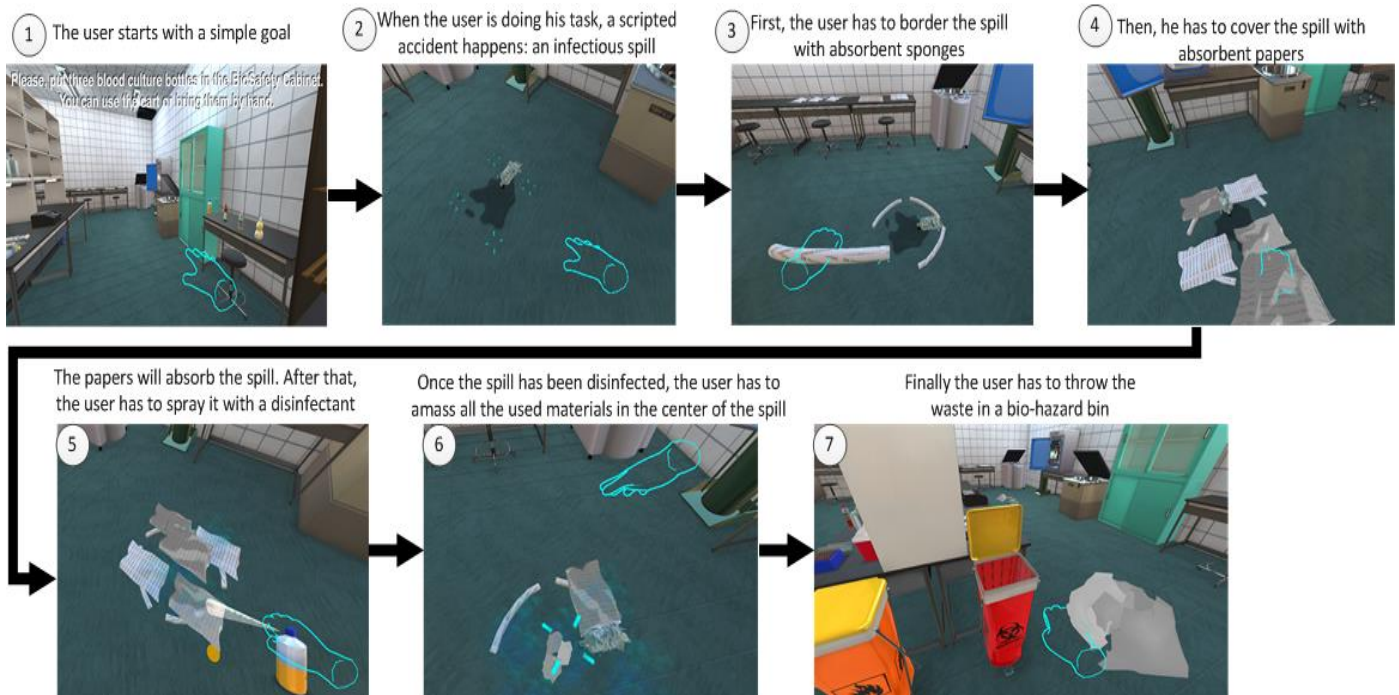 1 The user starts with a simple goal
Please, put three blood culture bottles in the BioSafety Cabinet.
You can use the cart or bring them by hand.
2 When the user is doing his task, a scripted
accident happens: an infectious spill
3 First, the user has to border the spill
with absorbent sponges
4 Then, he has to cover the spill with
absorbent papers
The papers will absorb the spill. After that,
the user has to spray it with a disinfectant
5
Once the spill has been disinfected, the user has to
amass all the used materials in the center of the spill
6
Finally the user has to throw the
waste in a bio-hazard bin
7